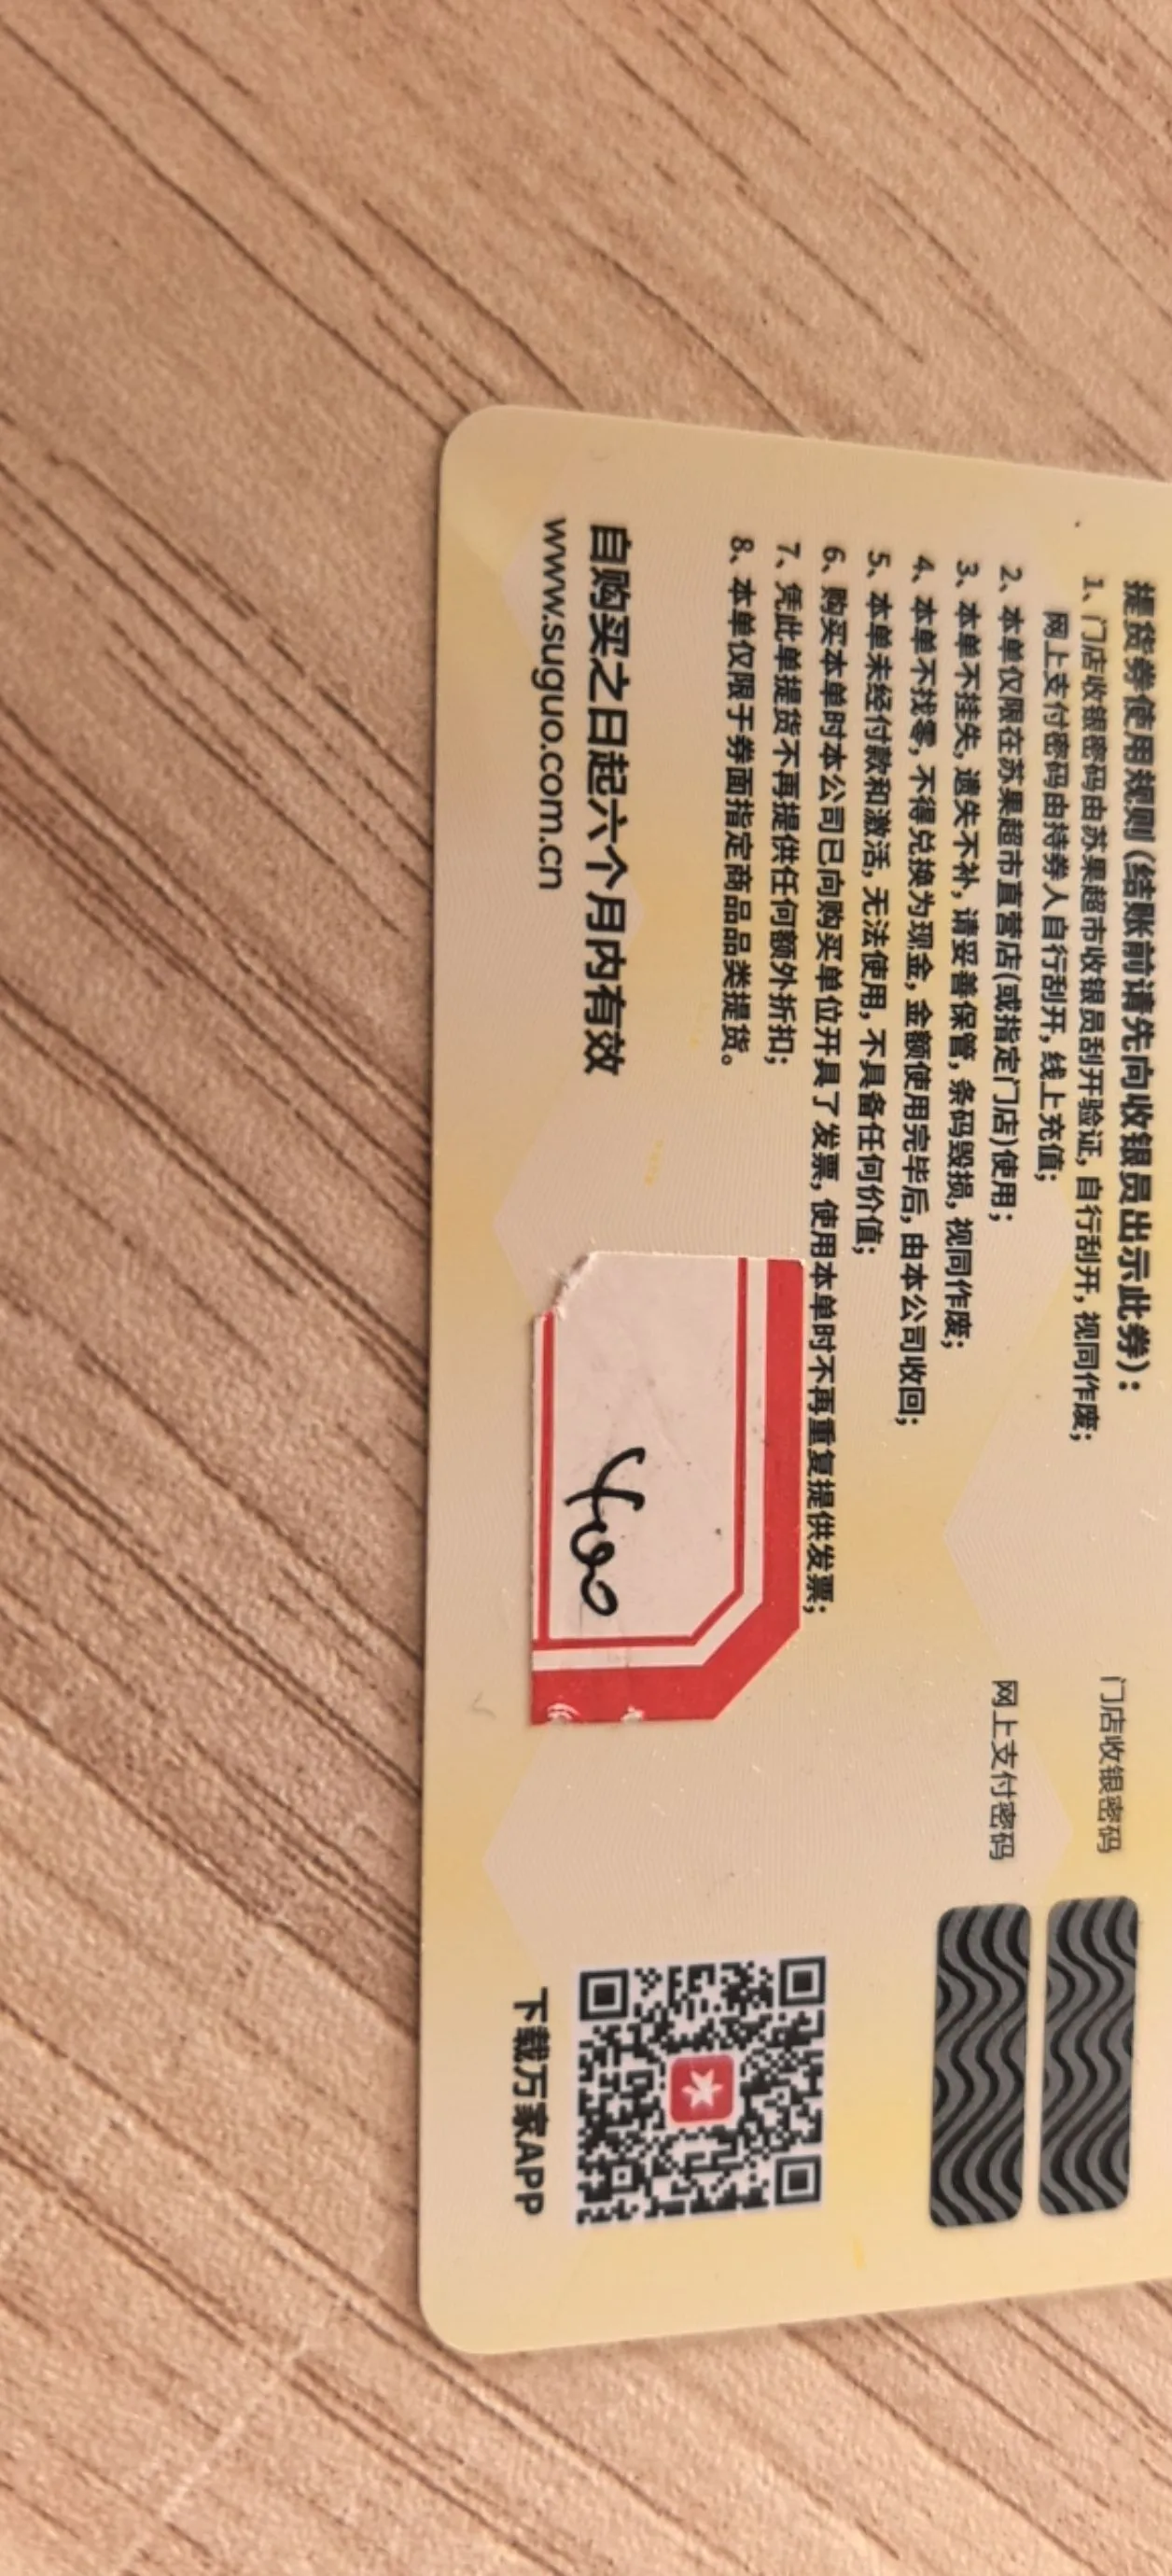 提货券使用规则（结账前请先向收银员出示此券）：
1、门店收银密码由苏果超市收银员刮开验证，自行刮开，视同作废；
网上支付密码由持券人自行刮开，线上充值；
2、本单仅限在苏果超市直营店(或指定门店)使用；
3、本单不挂失，遗失不补，请妥善保管，条码毁损，视同作废；
4、本单不找零，不得兑换为现金，金额使用完毕后，由本公司收回；
5、本单未经付款和激活，无法使用，不具备任何价值；
6、购买本单时本公司已向购买单位开具了发票，使用本单时不再重复提供发票；
7、凭此单提货不再提供任何额外折扣；
8、本单仅限于券面指定商品品类提货。
自购买之日起六个月内有效
www.suguo.com.cn
400
门店收银密码
网上支付密码
下载万家APP